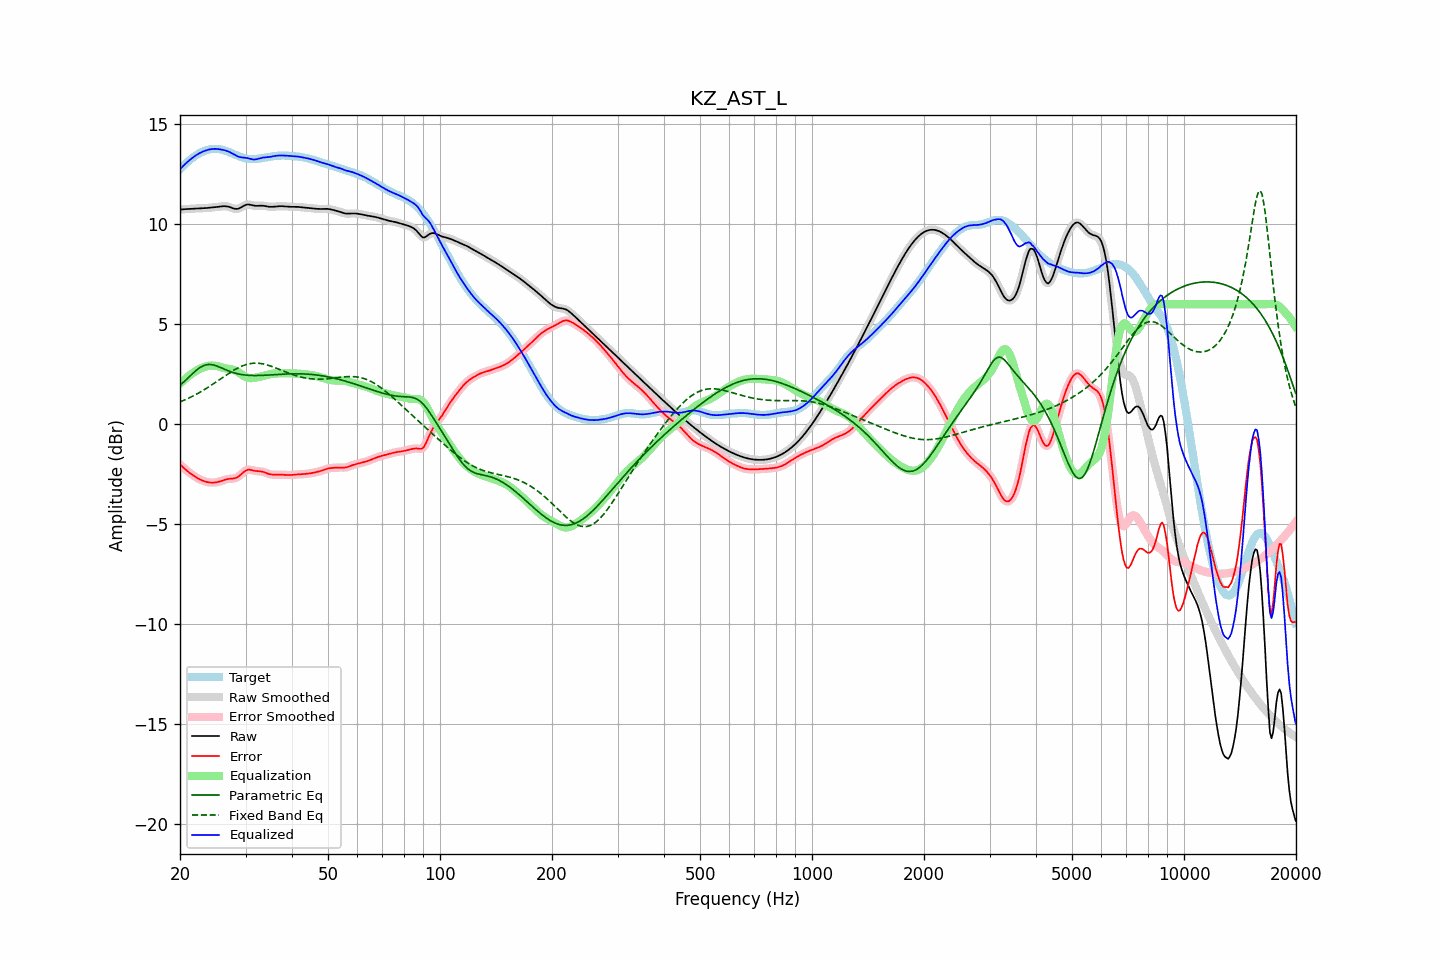 KZ_AST_L
15
10
5
0
−5
−10
−15
−20
Amplitude (dBr)
Target
Raw Smoothed
Error Smoothed
Raw
Error
Equalization
Parametric Eq
Fixed Band Eq
Equalized
20 50 100 200 500 1000 2000 5000 10000 20000
Frequency (Hz)